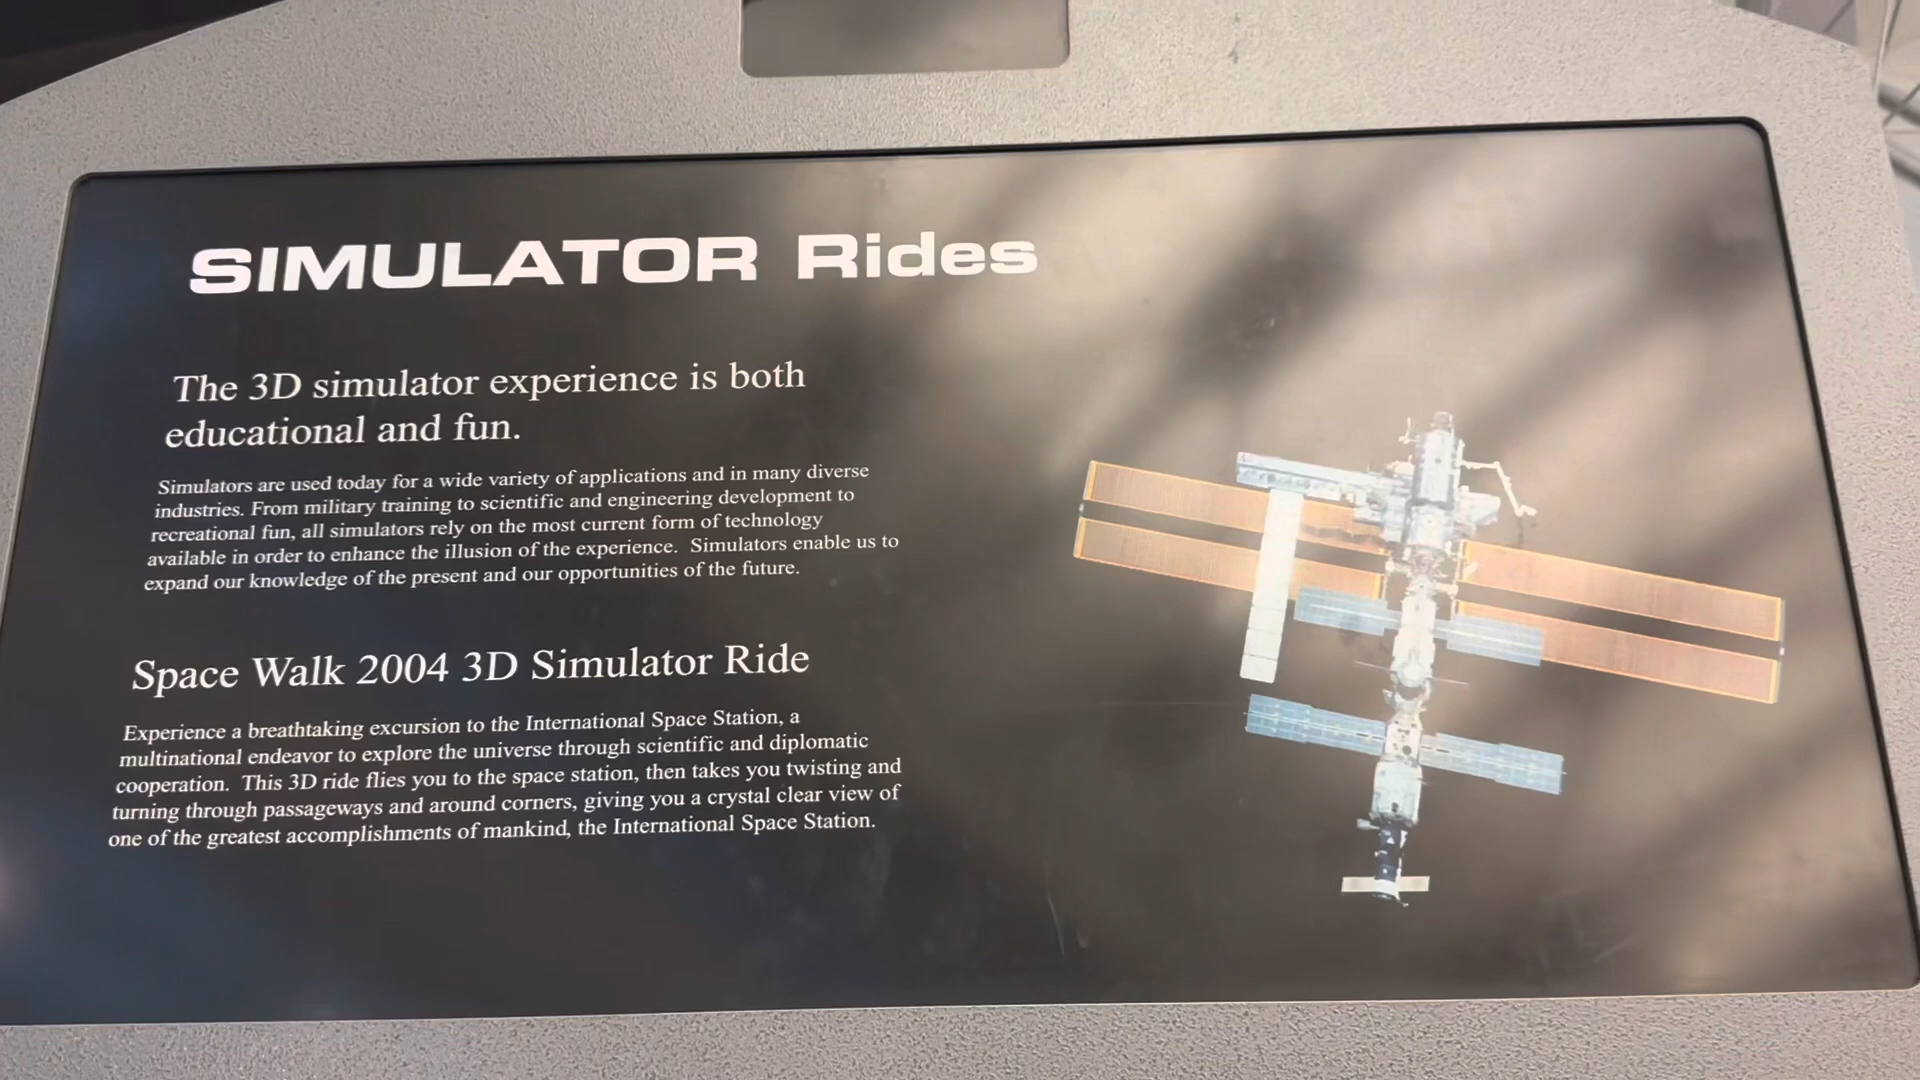 SIMULATOR Rides
The 3D simulator experience is both
educational and fun.
Simulators are used today for a wide variety of applications and in many diverse
industries. From military training to scientific and engineering development to
recreational fun, all simulators rely on the most current form of technology
available in order to enhance the illusion of the experience.  Simulators enable us to
expand our knowledge of the present and our opportunities of the future.
Space Walk 2004 3D Simulator Ride
Experience a breathtaking excursion to the International Space Station, a
multinational endeavor to explore the universe through scientific and diplomatic
cooperation.  This 3D ride flies you to the space station, then takes you twisting and
turning through passageways and around corners, giving you a crystal clear view of
one of the greatest accomplishments of mankind, the International Space Station.